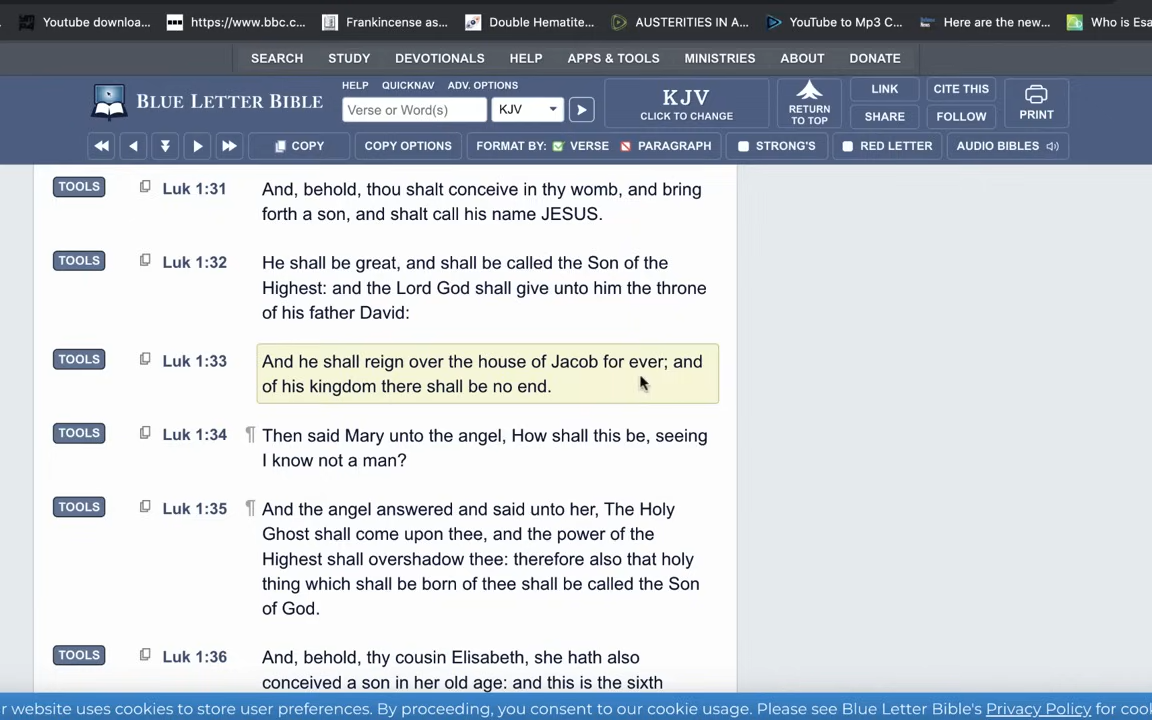 Youtube downloa...
https://www.bbc.c...
Frankincense as...
Double Hematite...
AUSTERITIES IN A...
YouTube to Mp3 C...
Here are the new...
Who is Esa
SEARCH STUDY DEVOTIONALS HELP APPS & TOOLS MINISTRIES ABOUT DONATE
BLUE LETTER BIBLE
HELP QUICKNAV ADV. OPTIONS
Verse or Word(s)
KJV
KJV
CLICK TO CHANGE
RETURN
TO TOP
LINK
CITE THIS
SHARE
FOLLOW
PRINT
COPY
COPY OPTIONS
FORMAT BY: VERSE PARAGRAPH
STRONG'S
RED LETTER
AUDIO BIBLES
TOOLS Luk 1:31 And, behold, thou shalt conceive in thy womb, and bring
forth a son, and shalt call his name JESUS.
TOOLS Luk 1:32 He shall be great, and shall be called the Son of the
Highest: and the Lord God shall give unto him the throne
of his father David:
TOOLS Luk 1:33 And he shall reign over the house of Jacob for ever; and
of his kingdom there shall be no end.
TOOLS Luk 1:34 ¶ Then said Mary unto the angel, How shall this be, seeing
I know not a man?
TOOLS Luk 1:35 ¶ And the angel answered and said unto her, The Holy
Ghost shall come upon thee, and the power of the
Highest shall overshadow thee: therefore also that holy
thing which shall be born of thee shall be called the Son
of God.
TOOLS Luk 1:36 And, behold, thy cousin Elisabeth, she hath also
conceived a son in her old age: and this is the sixth
r website uses cookies to store user preferences. By proceeding, you consent to our cookie usage. Please see Blue Letter Bible's Privacy Policy for cook